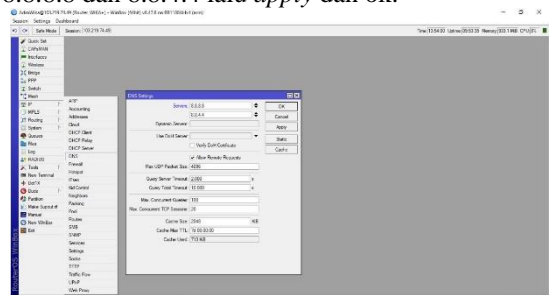 8.8.8.8 dan 8.8.4.4 lalu apply dan ok.
Session Settings Dashboard
Safe Mode
Quick Set
CAPsMAN
Interfaces
Wireless
Bridge
PPP
Switch
Mesh
IP
MPLS
Routing
System
Queues
Files
Log
RADIUS
Tools
New Terminal
Dot1X
Dude
Partition
Make Supout.rif
Manual
New WinBox
Exit
RouterOS WinBox
ARP
Accounting
Addresses
Cloud
DHCP Client
DHCP Relay
DHCP Server
DNS
Firewall
Hotspot
IPsec
Kid Control
Neighbors
Packing
Pool
Routes
SMB
SNMP
Services
Settings
Socks
TFTP
Traffic Flow
UPnP
Web Proxy
DNS Settings
Servers: 8.8.8.8
8.8.4.4
Dynamic Servers:
Use DoH Server:
Verify DoH Certificate
Allow Remote Requests
Max UDP Packet Size: 4096
Query Server Timeout: 2.000 s
Query Total Timeout: 10.000 s
Max. Concurrent Queries: 100
Max. Concurrent TCP Sessions: 20
Cache Size: 2048 KiB
Cache Max TTL: 7d 00:00:00
Cache Used:
OK
Cancel
Apply
Static
Cache